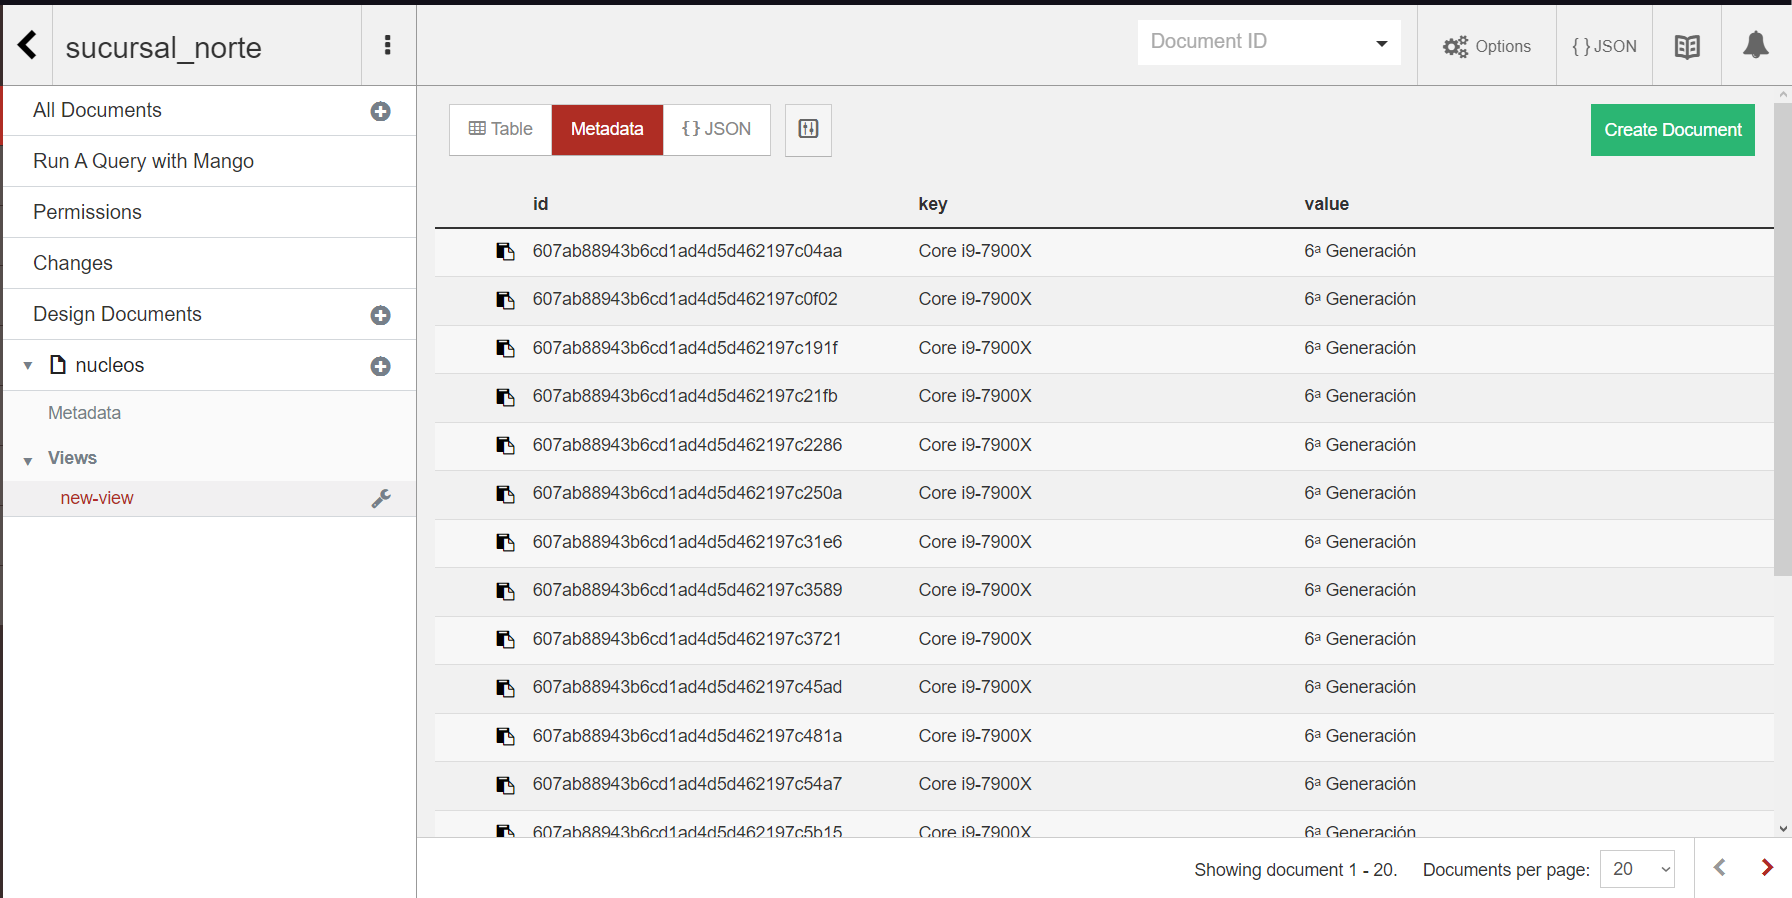 sucursal_norte
Document ID
Options
{ } JSON
All Documents
Run A Query with Mango
Permissions
Changes
Design Documents
nucleos
Metadata
Views
new-view
Table
Metadata
{ } JSON
Create Document
id key value
607ab88943b6cd1ad4d5d462197c04aa Core i9-7900X 6ª Generación
607ab88943b6cd1ad4d5d462197c0f02 Core i9-7900X 6ª Generación
607ab88943b6cd1ad4d5d462197c191f Core i9-7900X 6ª Generación
607ab88943b6cd1ad4d5d462197c21fb Core i9-7900X 6ª Generación
607ab88943b6cd1ad4d5d462197c2286 Core i9-7900X 6ª Generación
607ab88943b6cd1ad4d5d462197c250a Core i9-7900X 6ª Generación
607ab88943b6cd1ad4d5d462197c31e6 Core i9-7900X 6ª Generación
607ab88943b6cd1ad4d5d462197c3589 Core i9-7900X 6ª Generación
607ab88943b6cd1ad4d5d462197c3721 Core i9-7900X 6ª Generación
607ab88943b6cd1ad4d5d462197c45ad Core i9-7900X 6ª Generación
607ab88943b6cd1ad4d5d462197c481a Core i9-7900X 6ª Generación
607ab88943b6cd1ad4d5d462197c54a7 Core i9-7900X 6ª Generación
607ab88943b6cd1ad4d5d462197c5b15 Core i9-7900X 6ª Generación
Showing document 1 - 20. Documents per page: 20